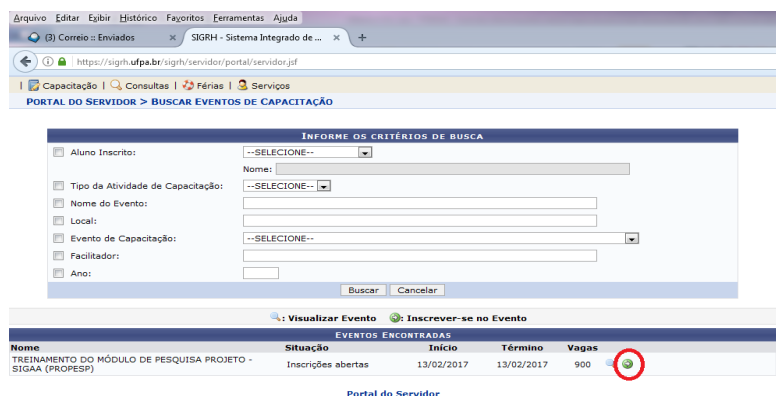 Arquivo Editar Exibir Histórico Favoritos Ferramentas Ajuda
(3) Correio :: Enviados × SIGRH - Sistema Integrado de ... × +
https://sigrh.ufpa.br/sigrh/servidor/portal/servidor.jsf
| Capacitação | Consultas | Férias | Serviços
PORTAL DO SERVIDOR > BUSCAR EVENTOS DE CAPACITAÇÃO
INFORME OS CRITÉRIOS DE BUSCA
Aluno Inscrito: --SELECIONE--
Nome:
Tipo da Atividade de Capacitação: --SELECIONE--
Nome do Evento:
Local:
Evento de Capacitação: --SELECIONE--
Facilitador:
Ano:
Buscar Cancelar
: Visualizar Evento : Inscrever-se no Evento
EVENTOS ENCONTRADAS
Nome Situação Início Término Vagas
TREINAMENTO DO MÓDULO DE PESQUISA PROJETO -
SIGAA (PROPESP) Inscrições abertas 13/02/2017 13/02/2017 900
Portal do Servidor